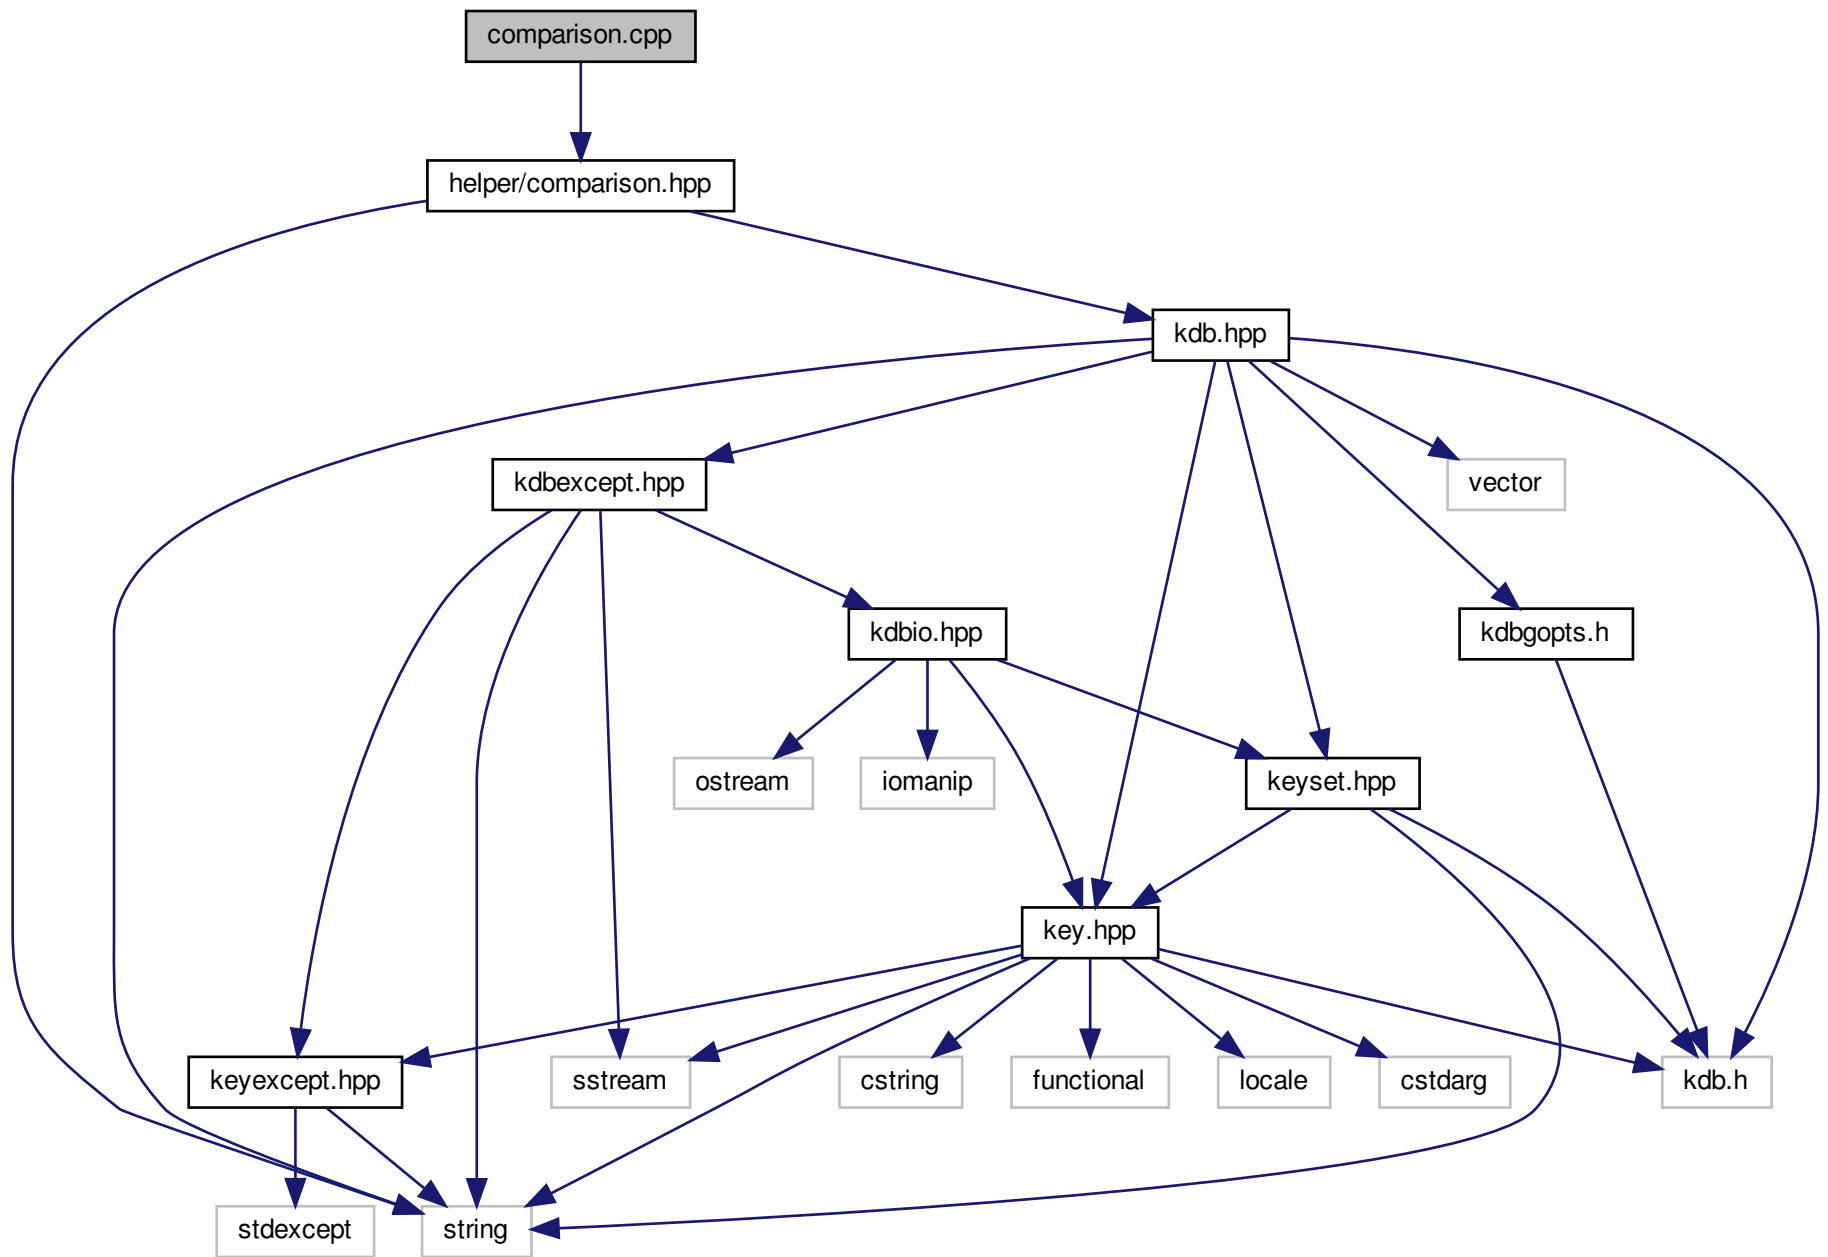 comparison.cpp
helper/comparison.hpp
kdb.hpp
kdbexcept.hpp
vector
kdbio.hpp
kdbgopts.h
ostream
iomanip
keyset.hpp
key.hpp
keyexcept.hpp
sstream
cstring
functional
locale
cstdarg
kdb.h
stdexcept
string